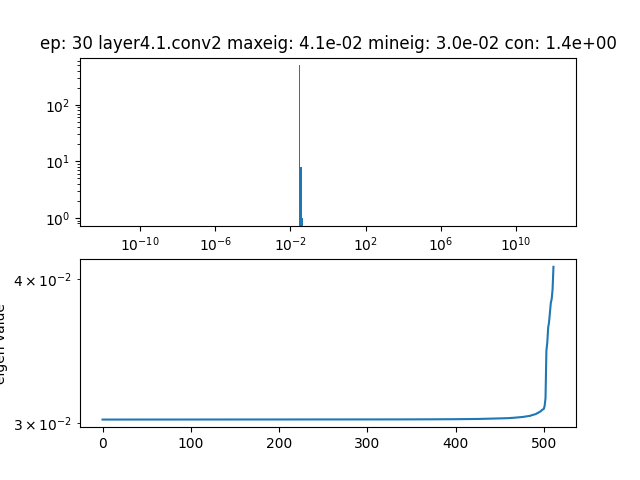 ep: 30 layer4.1.conv2 maxeig: 4.1e-02 mineig: 3.0e-02 con: 1.4e+00
10²
10¹
10⁰
10⁻¹⁰ 10⁻⁶ 10⁻² 10² 10⁶ 10¹⁰
4 × 10⁻²
eigen value
3 × 10⁻²
0 100 200 300 400 500